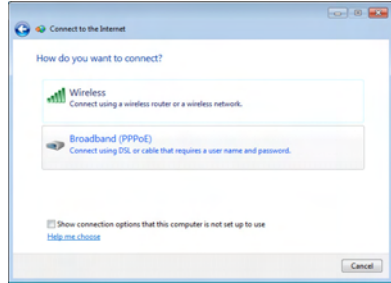 Connect to the Internet
How do you want to connect?
Wireless
Connect using a wireless router or a wireless network.
Broadband (PPPoE)
Connect using DSL or cable that requires a user name and password.
Show connection options that this computer is not set up to use
Help me choose
Cancel